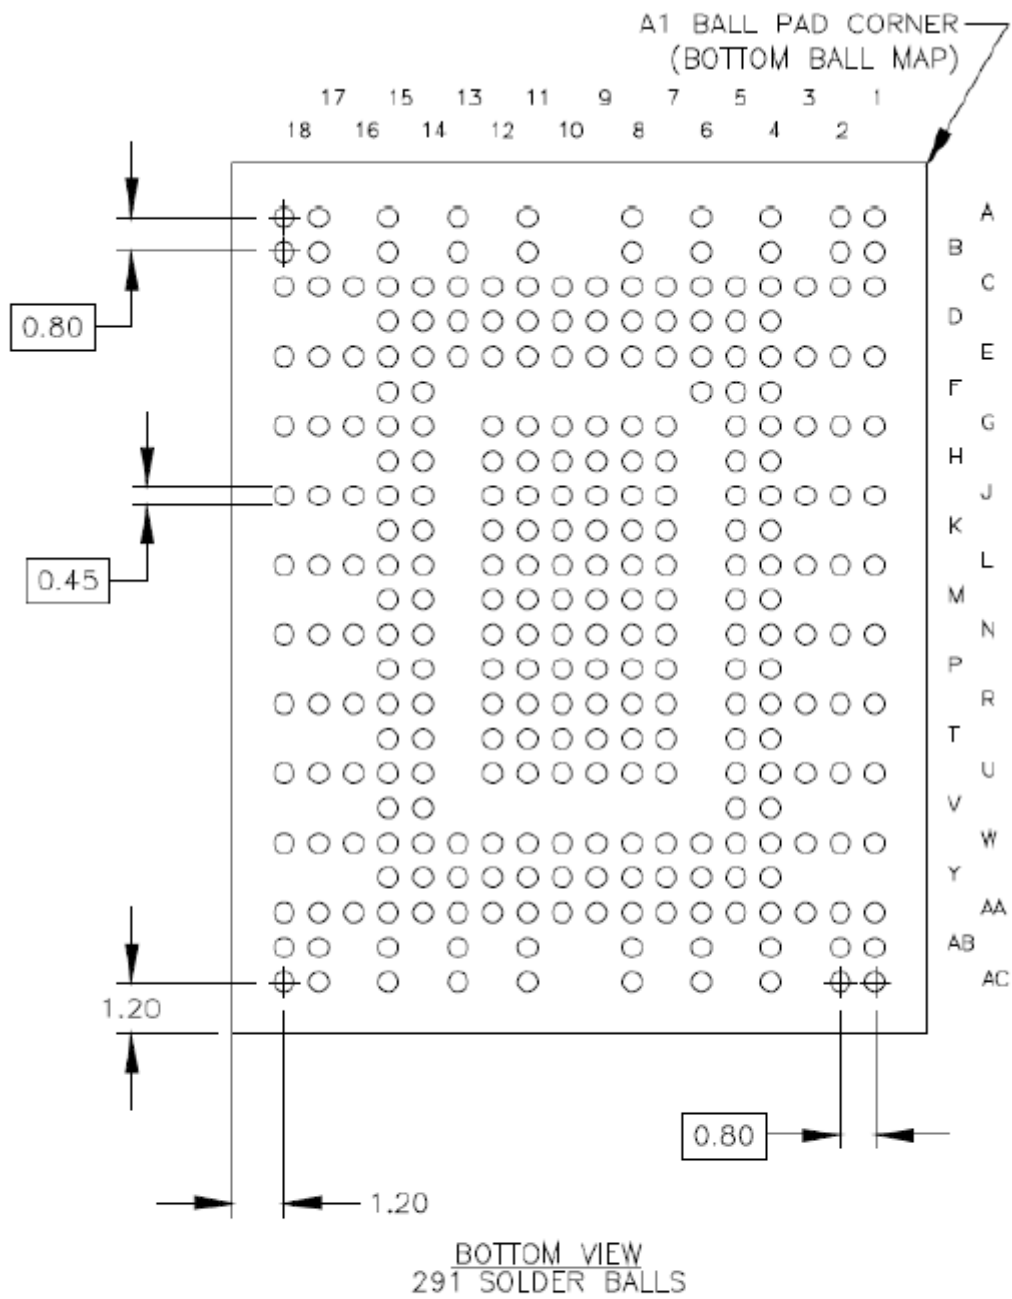 A1 BALL PAD CORNER
(BOTTOM BALL MAP)
17 15 13 11 9 7 5 3 1
18 16 14 12 10 8 6 4 2
A
B
C
0.80
D
E
F
G
H
J
K
L
0.45
M
N
P
R
T
U
V
W
Y
AA
AB
AC
1.20
0.80
1.20
BOTTOM VIEW
291 SOLDER BALLS